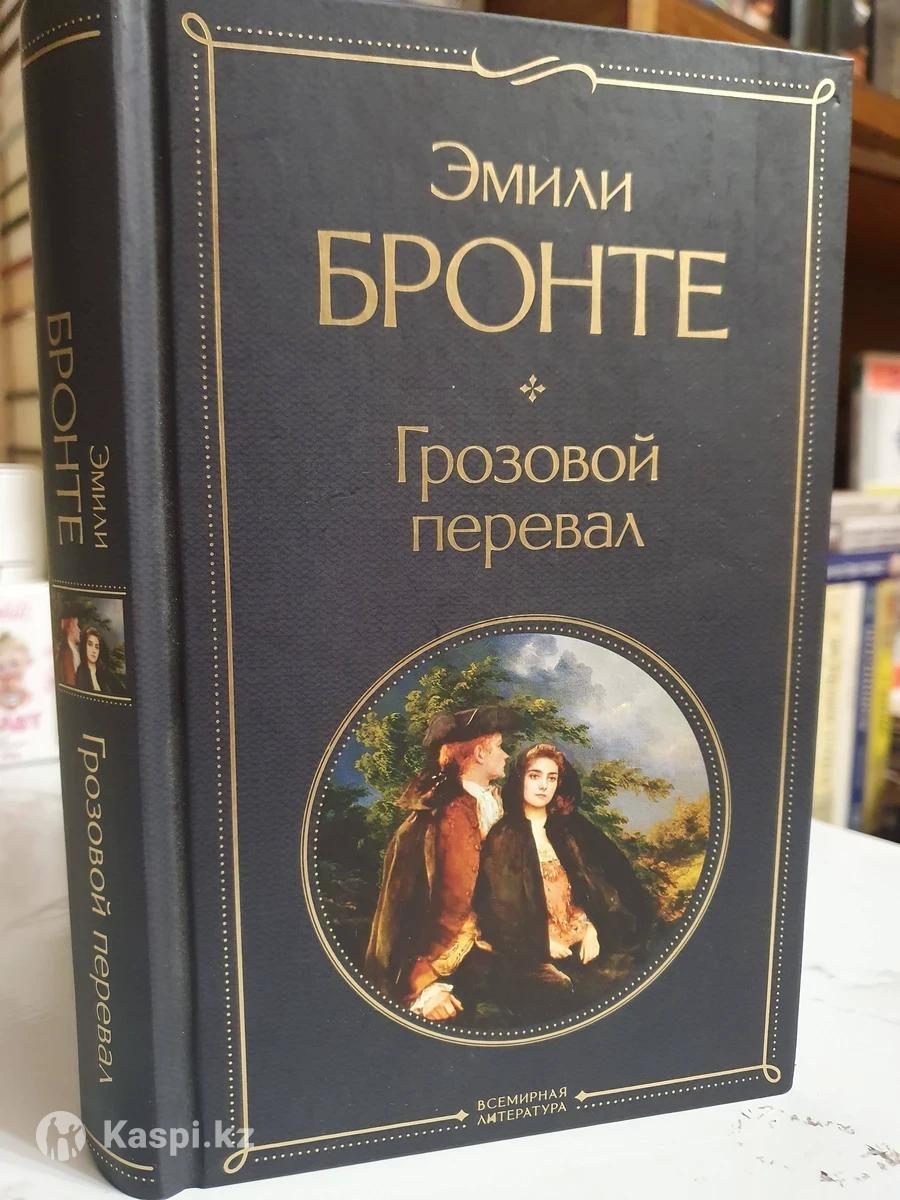 Эмили
БРОНТЕ
Грозовой
перевал
ВСЕМИРНАЯ
ЛИТЕРАТУРА
Эмили
БРОНТЕ
Грозовой перевал
Kaspi.kz